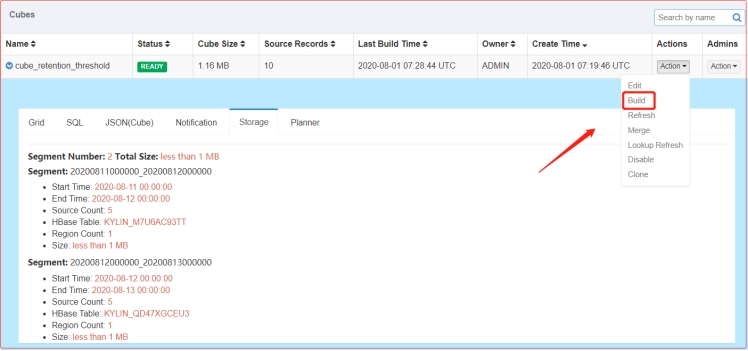 Cubes
Search by name
Name Status Cube Size Source Records Last Build Time Owner Create Time Actions Admins
cube_retention_threshold READY 1.16 MB 10 2020-08-01 07:28:44 UTC ADMIN 2020-08-01 07:19:46 UTC Action Action
Edit
Build
Refresh
Merge
Lookup Refresh
Disable
Clone
Grid SQL JSON(Cube) Notification Storage Planner
Segment Number: 2 Total Size: less than 1 MB
Segment: 20200811000000_20200812000000
• Start Time: 2020-08-11 00:00:00
• End Time: 2020-08-12 00:00:00
• Source Count: 5
• HBase Table: KYLIN_M7U6AC93TT
• Region Count: 1
• Size: less than 1 MB
Segment: 20200812000000_20200813000000
• Start Time: 2020-08-12 00:00:00
• End Time: 2020-08-13 00:00:00
• Source Count: 5
• HBase Table: KYLIN_QD47XGCEU3
• Region Count: 1
• Size: less than 1 MB